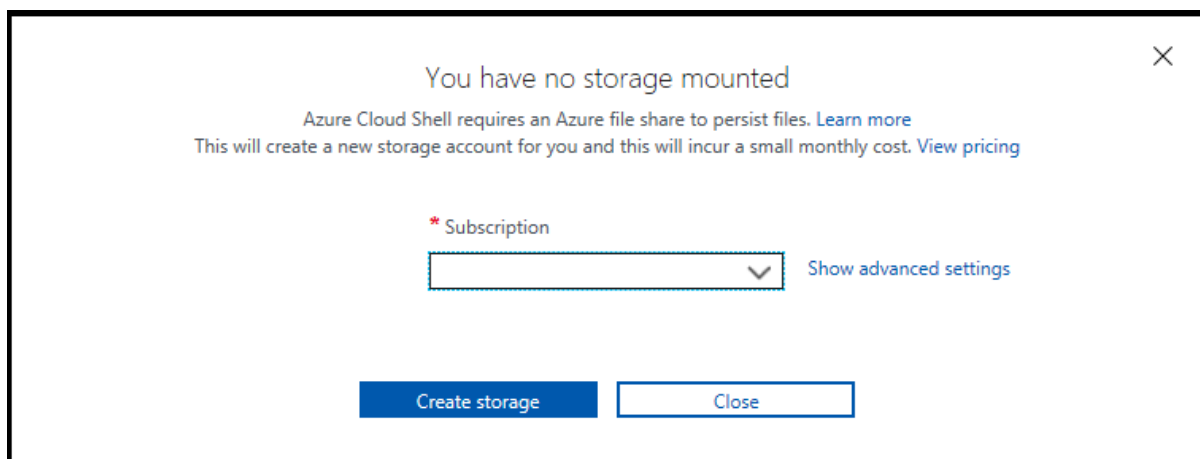 You have no storage mounted
Azure Cloud Shell requires an Azure file share to persist files. Learn more
This will create a new storage account for you and this will incur a small monthly cost. View pricing
* Subscription
Show advanced settings
Create storage
Close